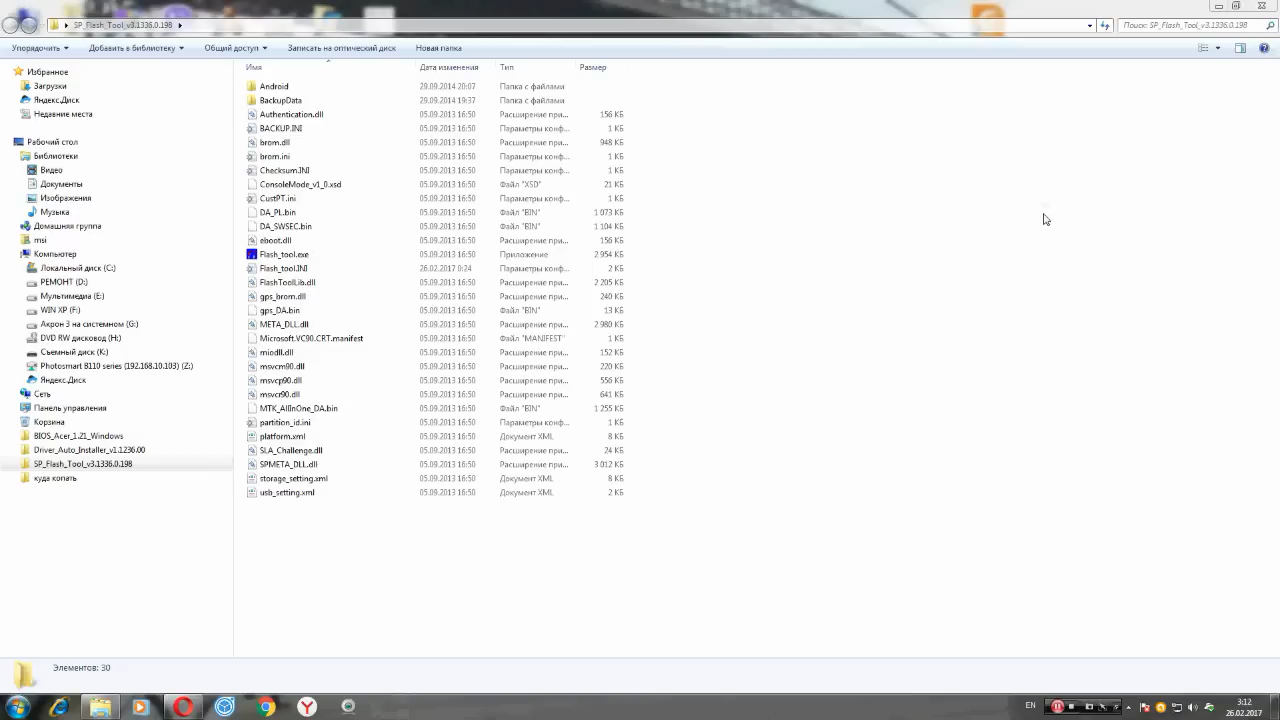 SP_Flash_Tool_v3.1336.0.198
Поиск: SP_Flash_Tool_v3.1336.0.198
Упорядочить Добавить в библиотеку Общий доступ Записать на оптический диск Новая папка
Имя Дата изменения Тип Размер
Избранное
Загрузки
Яндекс.Диск
Недавние места
Рабочий стол
Библиотеки
Видео
Документы
Изображения
Музыка
Домашняя группа
msi
Компьютер
Локальный диск (C:)
РЕМОНТ (D:)
Мультимедиа (E:)
WIN XP (F:)
Акрон 3 на системном (G:)
DVD RW дисковод (H:)
Съемный диск (K:)
Photosmart B110 series (192.168.10.103) (Z:)
Яндекс.Диск
Сеть
Панель управления
Корзина
BIOS_Acer_1.21_Windows
Driver_Auto_Installer_v1.1236.00
SP_Flash_Tool_v3.1336.0.198
куда копать
Android 29.09.2014 20:07 Папка с файлами
BackupData 29.09.2014 19:37 Папка с файлами
Authentication.dll 05.09.2013 16:50 Расширение при... 156 КБ
BACKUP.INI 05.09.2013 16:50 Параметры конф... 1 КБ
brom.dll 05.09.2013 16:50 Расширение при... 948 КБ
brom.ini 05.09.2013 16:50 Параметры конф... 1 КБ
Checksum.INI 05.09.2013 16:50 Параметры конф... 1 КБ
ConsoleMode_v1_0.xsd 05.09.2013 16:50 Файл "XSD" 21 КБ
CustPT.ini 05.09.2013 16:50 Параметры конф... 1 КБ
DA_PL.bin 05.09.2013 16:50 Файл "BIN" 1 073 КБ
DA_SWSEC.bin 05.09.2013 16:50 Файл "BIN" 1 104 КБ
eboot.dll 05.09.2013 16:50 Расширение при... 156 КБ
Flash_tool.exe 05.09.2013 16:50 Приложение 2 954 КБ
Flash_tool.INI 26.02.2017 0:24 Параметры конф... 2 КБ
FlashToolLib.dll 05.09.2013 16:50 Расширение при... 2 205 КБ
gps_brom.dll 05.09.2013 16:50 Расширение при... 240 КБ
gps_DA.bin 05.09.2013 16:50 Файл "BIN" 13 КБ
META_DLL.dll 05.09.2013 16:50 Расширение при... 2 980 КБ
Microsoft.VC90.CRT.manifest 05.09.2013 16:50 Файл "MANIFEST" 1 КБ
miodll.dll 05.09.2013 16:50 Расширение при... 152 КБ
msvcm90.dll 05.09.2013 16:50 Расширение при... 220 КБ
msvcp90.dll 05.09.2013 16:50 Расширение при... 556 КБ
msvcr90.dll 05.09.2013 16:50 Расширение при... 641 КБ
MTK_AllInOne_DA.bin 05.09.2013 16:50 Файл "BIN" 1 255 КБ
partition_id.ini 05.09.2013 16:50 Параметры конф... 1 КБ
platform.xml 05.09.2013 16:50 Документ XML 8 КБ
SLA_Challenge.dll 05.09.2013 16:50 Расширение при... 24 КБ
SPMETA_DLL.dll 05.09.2013 16:50 Расширение при... 3 012 КБ
storage_setting.xml 05.09.2013 16:50 Документ XML 8 КБ
usb_setting.xml 05.09.2013 16:50 Документ XML 2 КБ
Элементов: 30
EN
3:12
26.02.2017